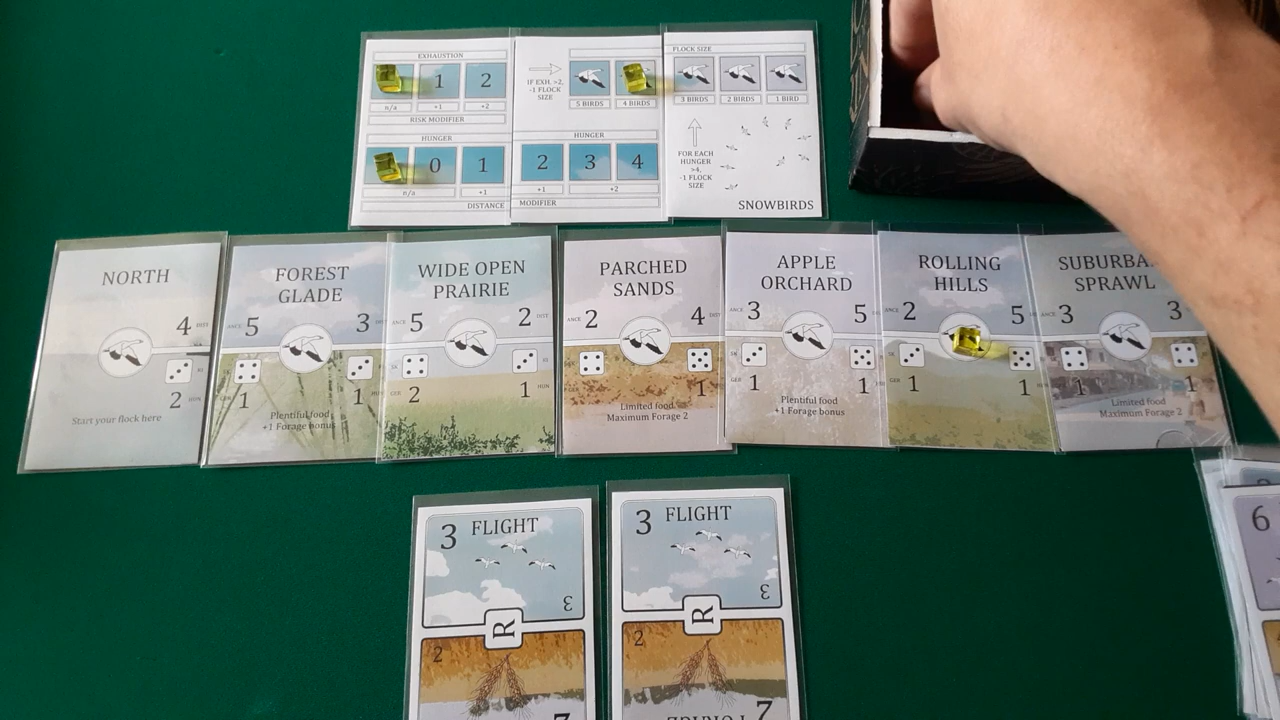 EXHAUSTION
1
2
n/a
+1
+2
RISK MODIFIER
HUNGER
0
1
n/a
+1
DISTANCE
IF EXH. >2,
-1 FLOCK
SIZE
5 BIRDS
4 BIRDS
HUNGER
2
3
4
+1
+2
MODIFIER
FLOCK SIZE
3 BIRDS
2 BIRDS
1 BIRD
FOR EACH
HUNGER
>4,
-1 FLOCK
SIZE
SNOWBIRDS
NORTH
4
2
Start your flock here
FOREST
GLADE
5
3
1
1
Plentiful food,
+1 Forage bonus
WIDE OPEN
PRAIRIE
5
2
2
1
PARCHED
SANDS
2
4
1
Limited food,
Maximum Forage 2
APPLE
ORCHARD
3
5
1
1
Plentiful food
+1 Forage bonus
ROLLING
HILLS
2
5
1
1
SPRAWL
3
3
1
1
Limited food
Maximum Forage 2
3 FLIGHT
3
R
2
3 FLIGHT
3
R
2
7
6